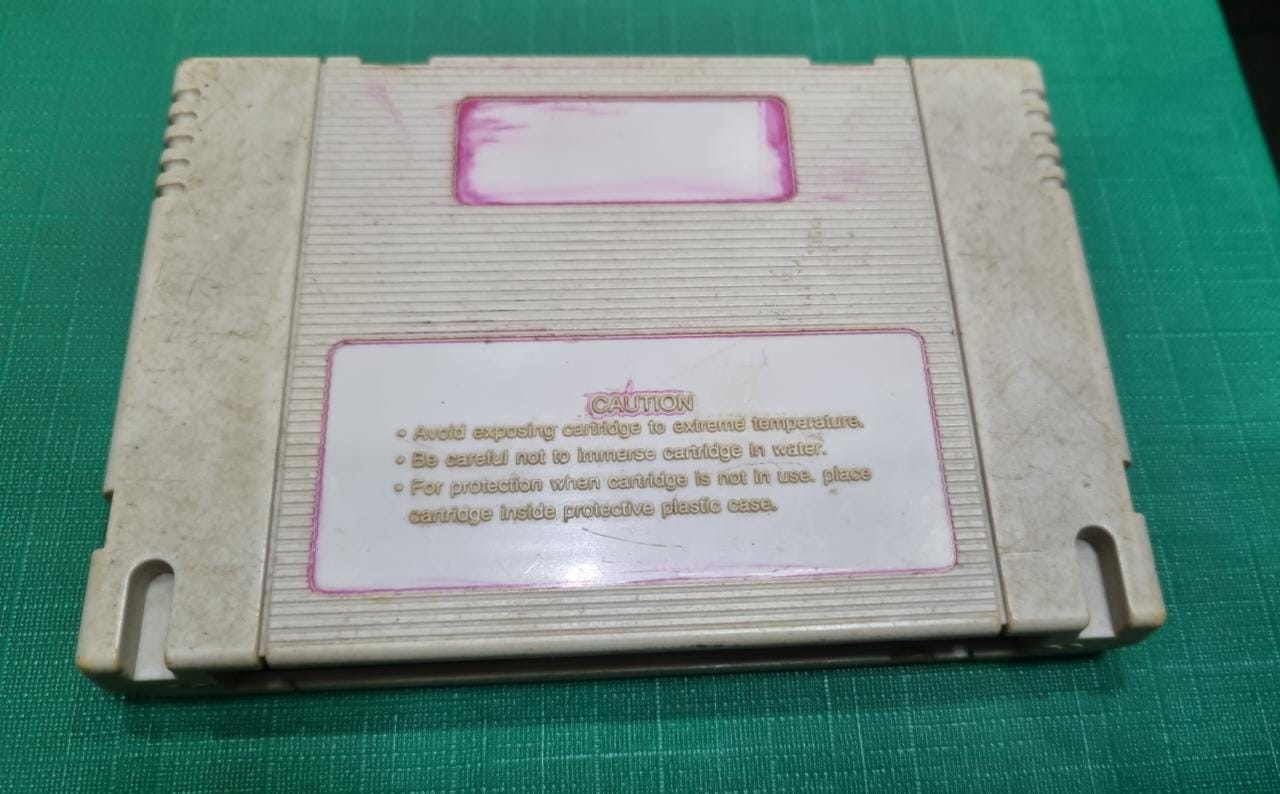 CAUTION
• Avoid exposing cartridge to extreme temperature.
• Be careful not to immerse cartridge in water.
• For protection when cartridge is not in use. place
cartridge inside protective plastic case.